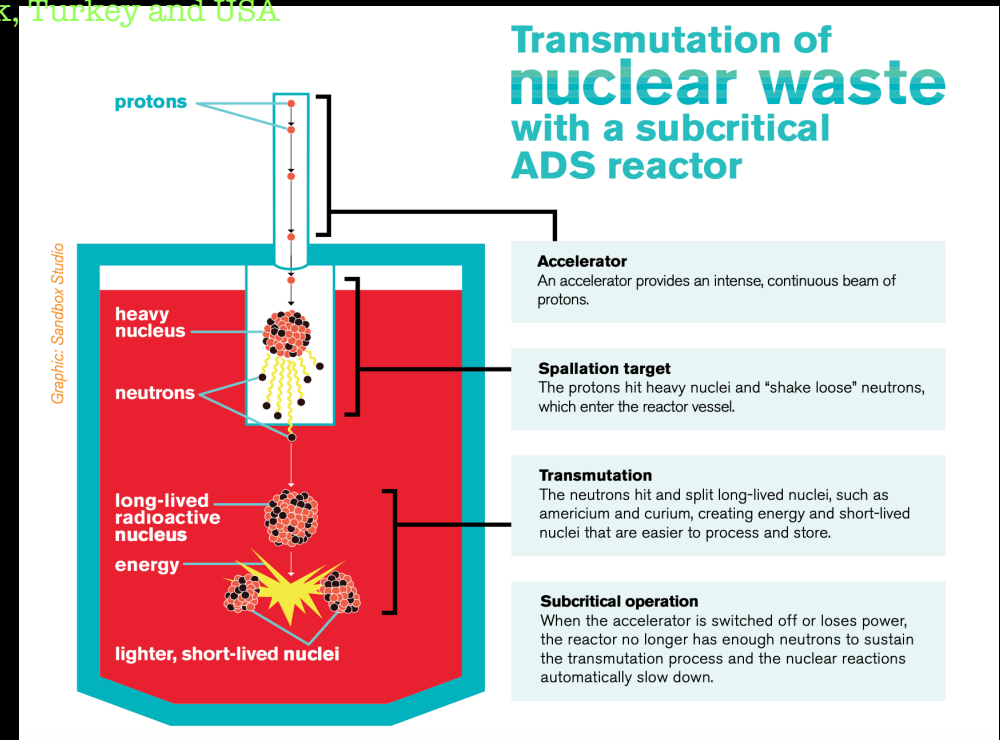 k, Turkey and USA
Transmutation of
nuclear waste
with a subcritical
ADS reactor
protons
Graphic: Sandbox Studio
heavy
nucleus
neutrons
long-lived
radioactive
nucleus
energy
lighter, short-lived nuclei
Accelerator
An accelerator provides an intense, continuous beam of
protons.
Spallation target
The protons hit heavy nuclei and “shake loose” neutrons,
which enter the reactor vessel.
Transmutation
The neutrons hit and split long-lived nuclei, such as
americium and curium, creating energy and short-lived
nuclei that are easier to process and store.
Subcritical operation
When the accelerator is switched off or loses power,
the reactor no longer has enough neutrons to sustain
the transmutation process and the nuclear reactions
automatically slow down.